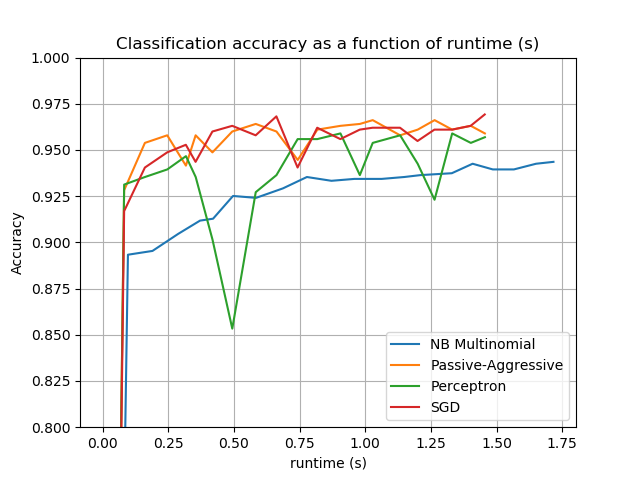 Classification accuracy as a function of runtime (s)
1.000
0.975
0.950
0.925
0.900
0.875
0.850
0.825
0.800
Accuracy
0.00 0.25 0.50 0.75 1.00 1.25 1.50 1.75
runtime (s)
NB Multinomial
Passive-Aggressive
Perceptron
SGD